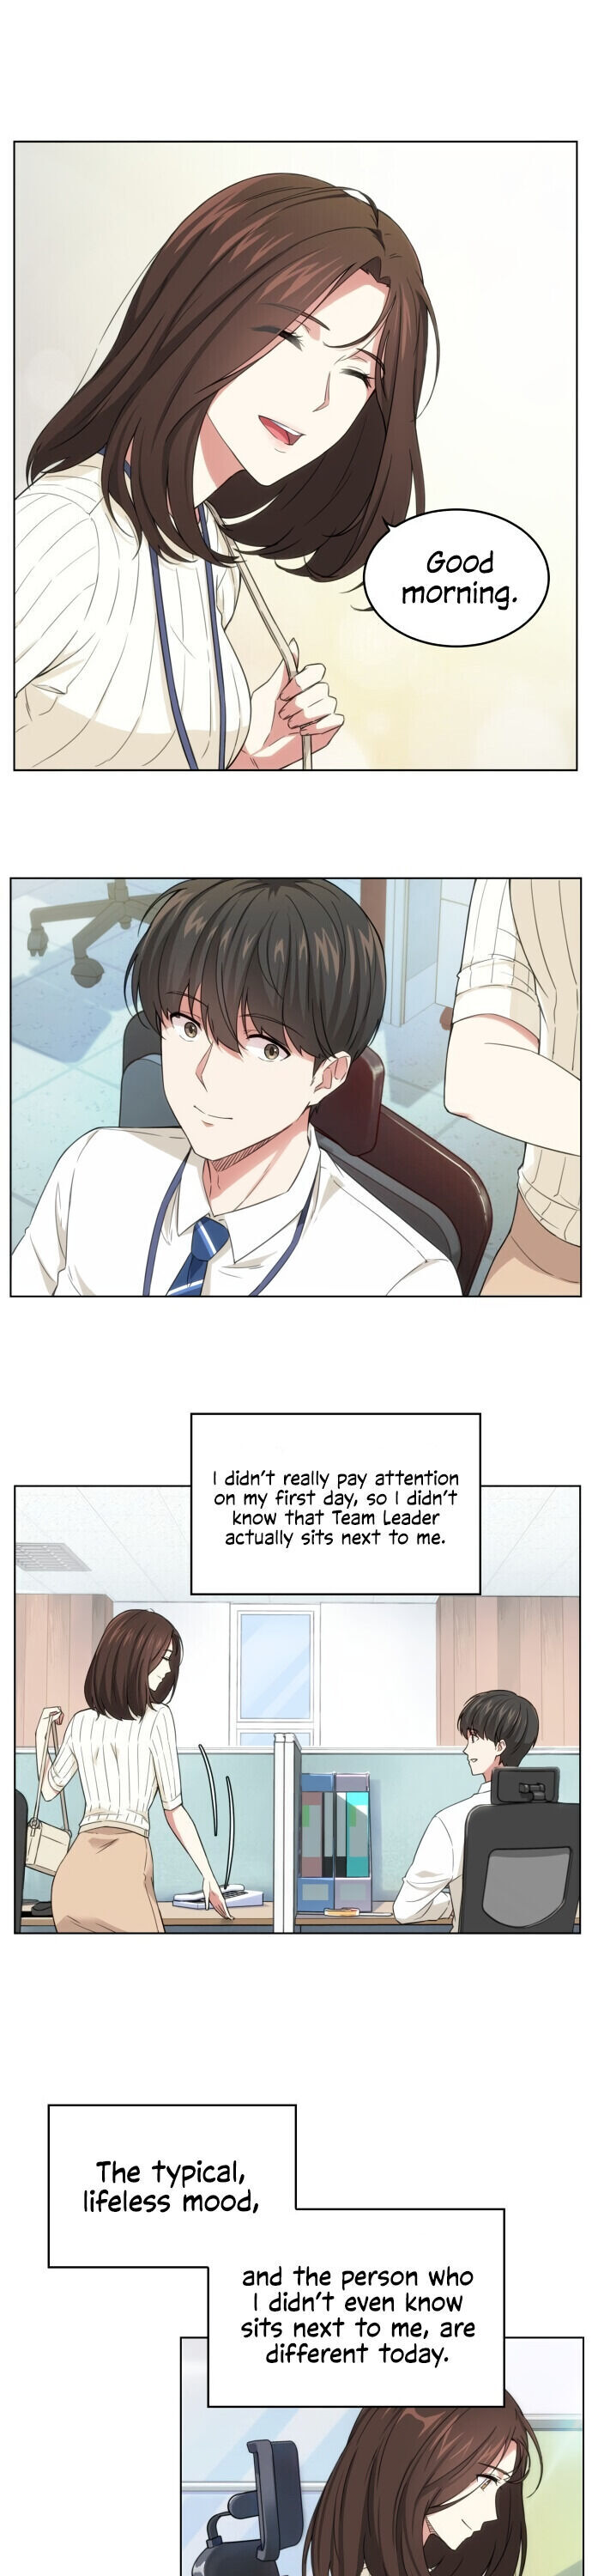 Good
morning.
I didn't really pay attention
on my first day, so I didn't
know that Team Leader
actually sits next to me.
The typical,
lifeless mood,
and the person who
I didn't even know
sits next to me, are
different today.